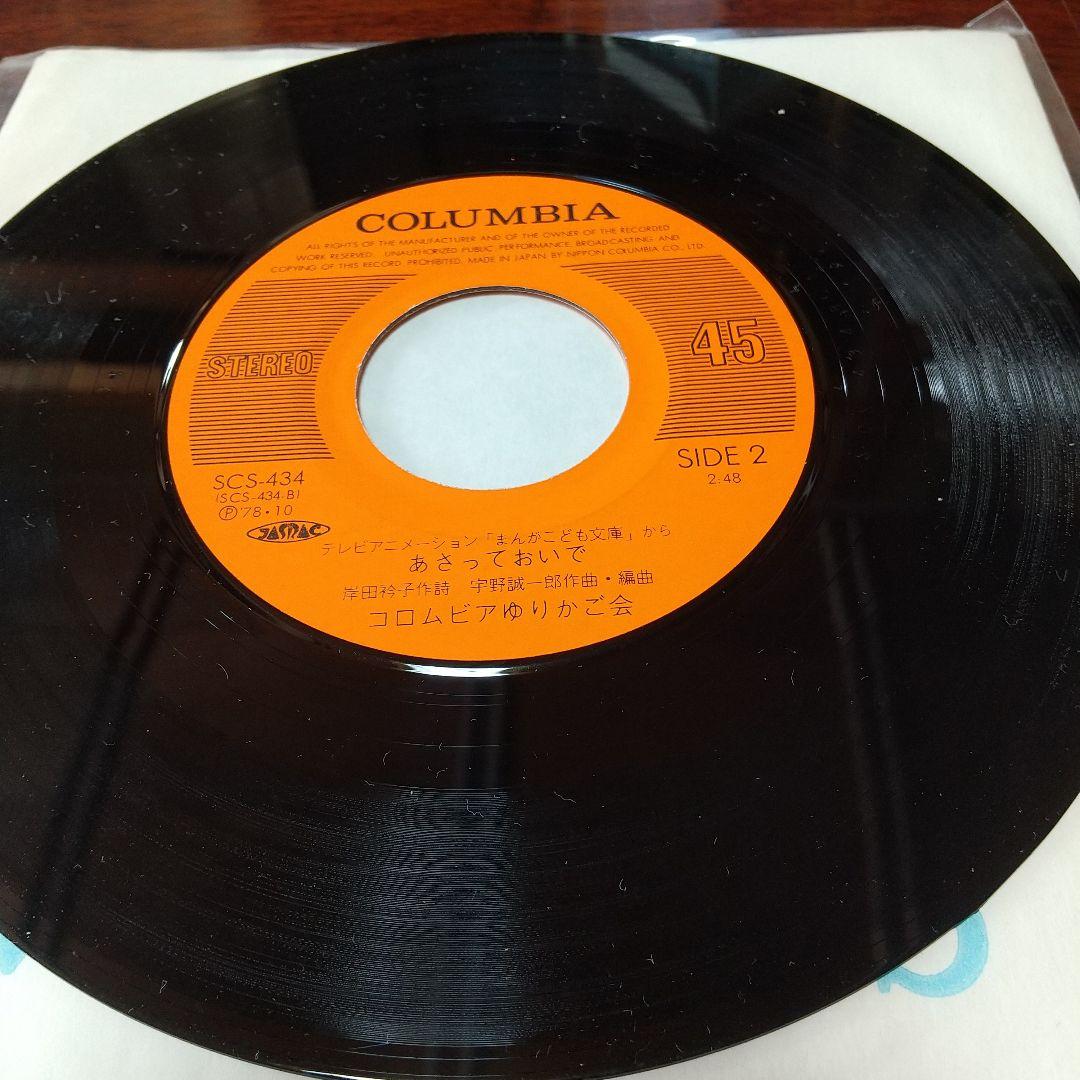 COLUMBIA
ALL RIGHTS OF THE MANUFACTURER AND OF THE OWNER OF THE RECORDED
WORK RESERVED. UNAUTHORIZED PUBLIC PERFORMANCE, BROADCASTING AND
COPYING OF THIS RECORD PROHIBITED. MADE IN JAPAN BY NIPPON COLUMBIA CO., LTD.
STEREO
45
SCS-434
(SCS-434-B)
Ⓟ'78・10
JASRAC
SIDE 2
2:48
テレビアニメーション「まんがこども文庫」から
あさっておいで
岸田衿子作詩 宇野誠一郎作曲・編曲
コロムビアゆりかご会